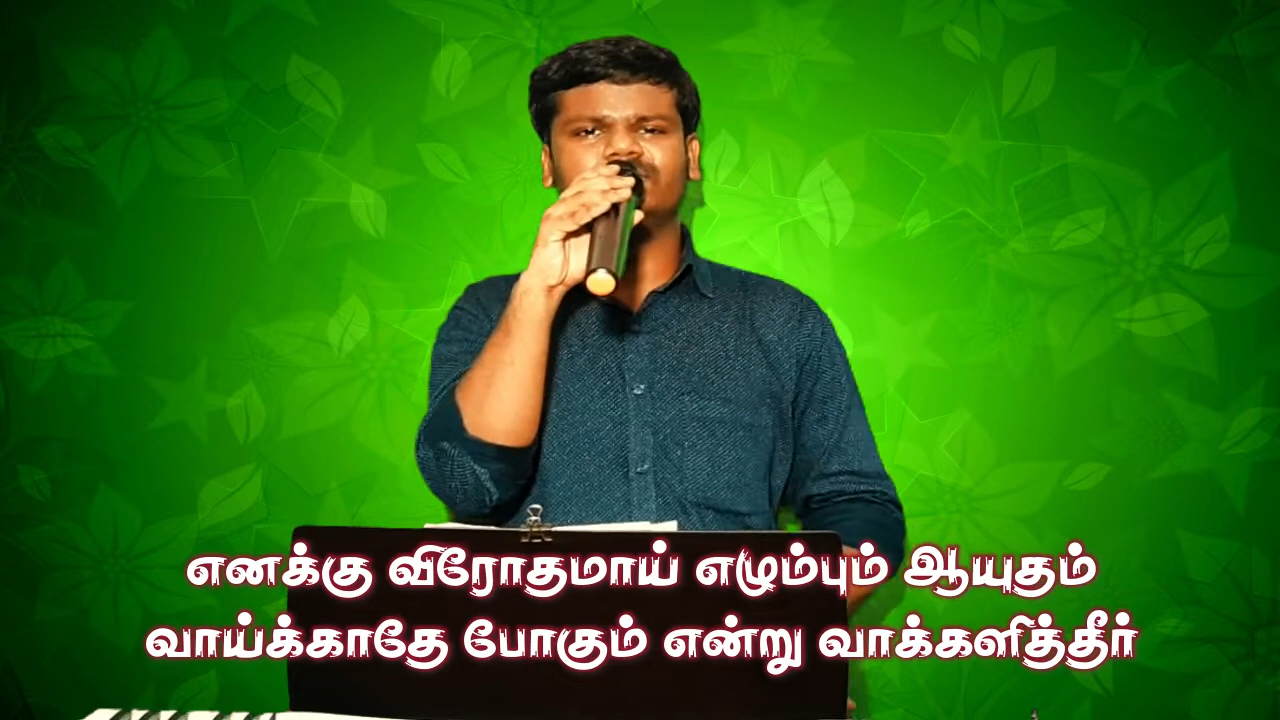 எனக்கு விரோதமாய் எழும்பும் ஆயுதம்
வாய்க்காதே போகும் என்று வாக்களித்தீர்